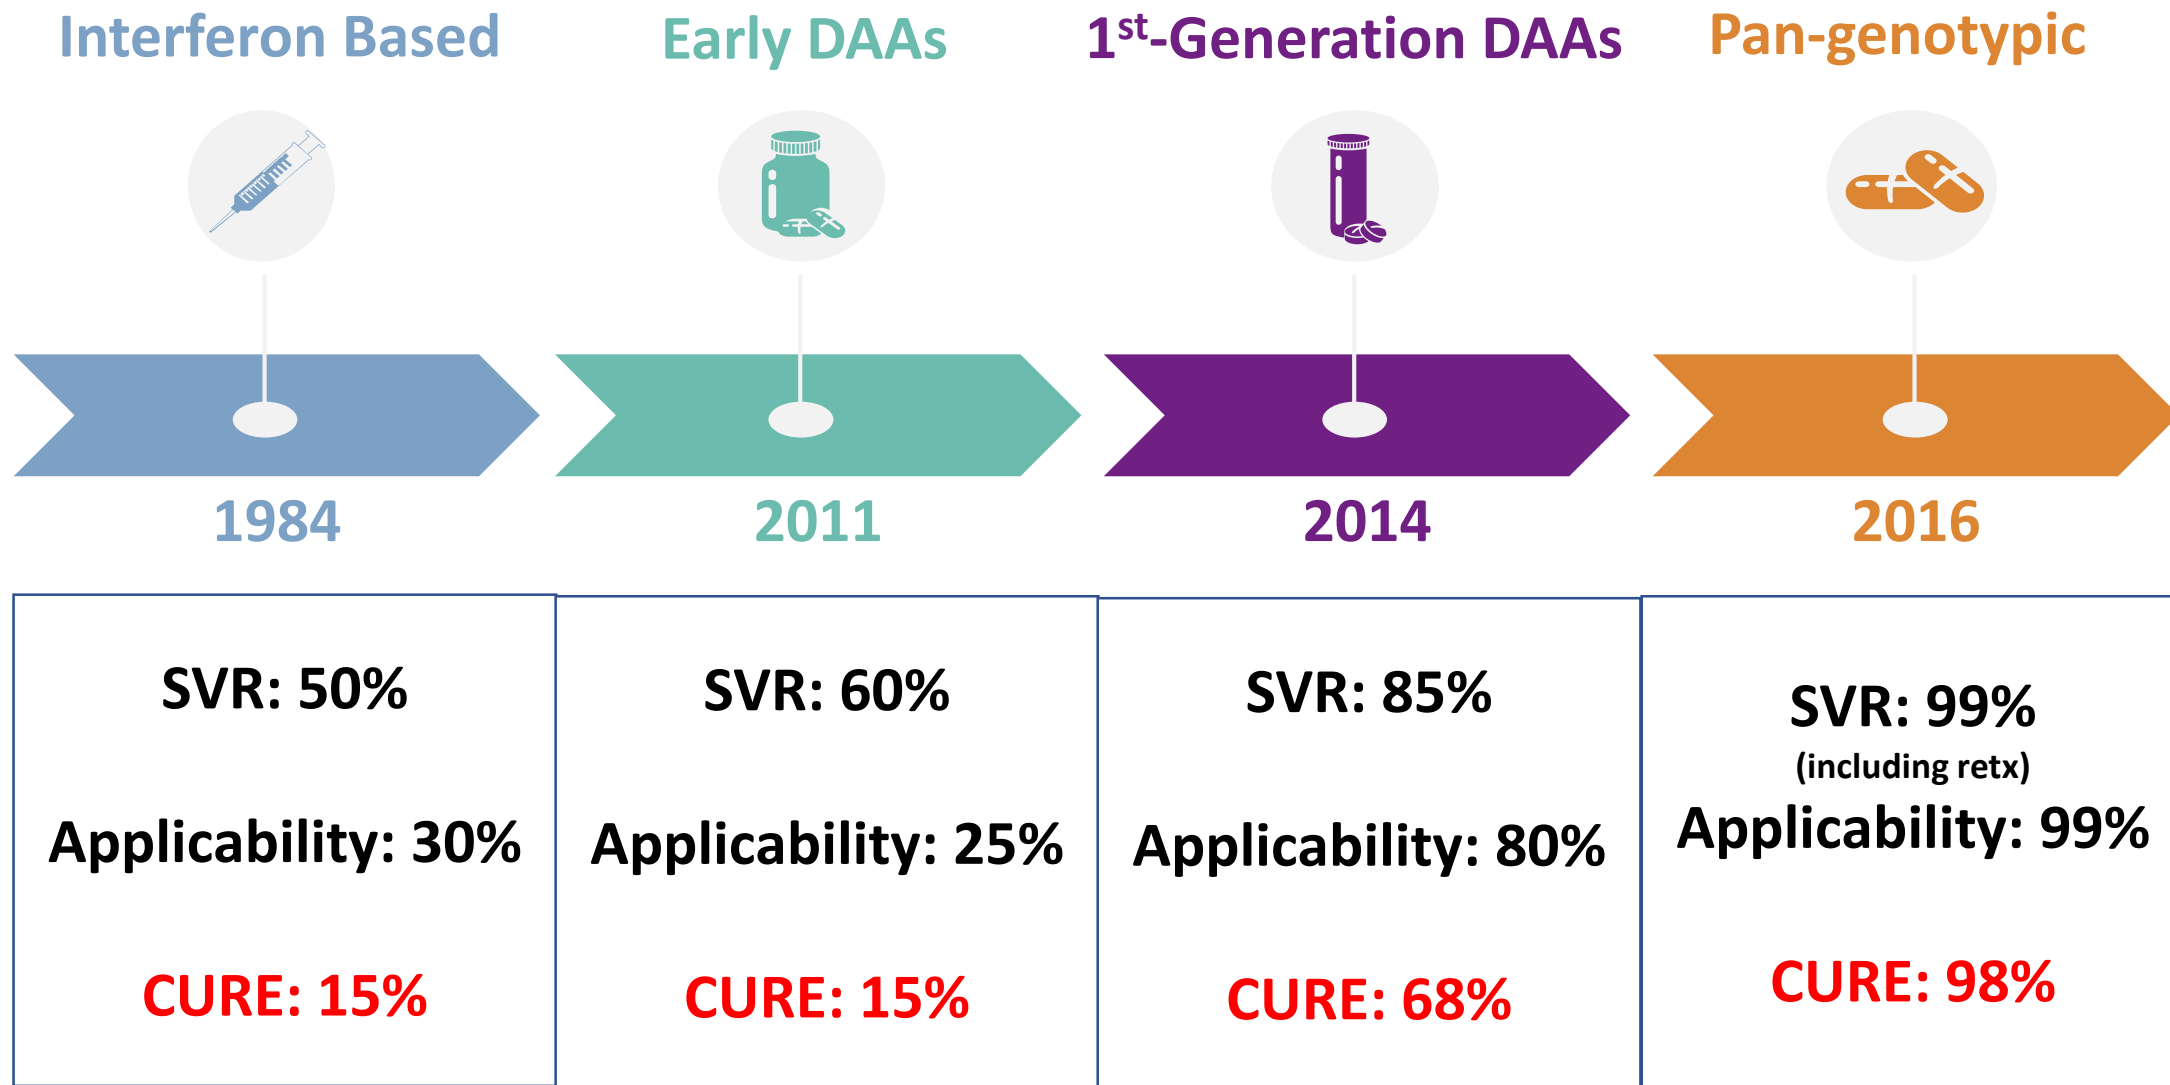 Interferon Based
Early DAAs
1st-Generation DAAs
Pan-genotypic
1984
2011
2014
2016
SVR: 50%
Applicability: 30%
CURE: 15%
SVR: 60%
Applicability: 25%
CURE: 15%
SVR: 85%
Applicability: 80%
CURE: 68%
SVR: 99%
(including retx)
Applicability: 99%
CURE: 98%